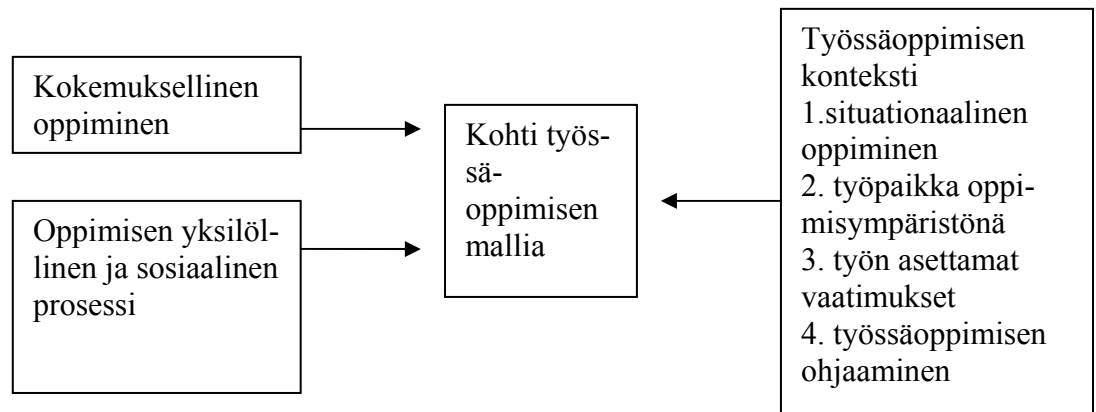 Kokemuksellinen
oppiminen
Oppimisen yksilöl-
linen ja sosiaalinen
prosessi
Kohti työs-
sä-
oppimisen
mallia
Työssäoppimisen
konteksti
1.situationaalinen
oppiminen
2. työpaikka oppi-
misympäristönä
3. työn asettamat
vaatimukset
4. työssäoppimisen
ohjaaminen